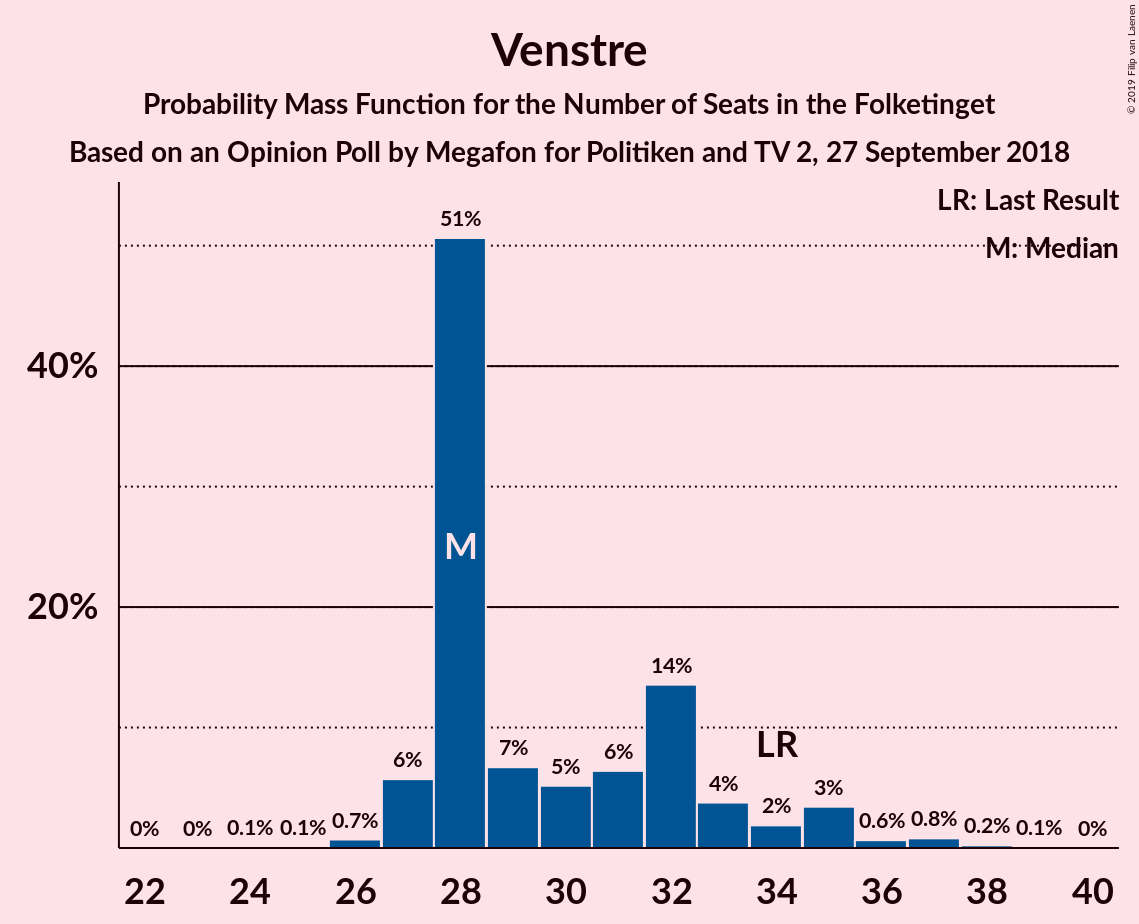 © 2019 Filip van Laenen
Venstre
Probability Mass Function for the Number of Seats in the Folketinget
Based on an Opinion Poll by Megafon for Politiken and TV 2, 27 September 2018
LR: Last Result
M: Median
40%
20%
0% 0% 0.1% 0.1% 0.7% 6% 51% 7% 5% 6% 14% 4% 2% 3% 0.6% 0.8% 0.2% 0.1% 0%
M
LR
22 24 26 28 30 32 34 36 38 40